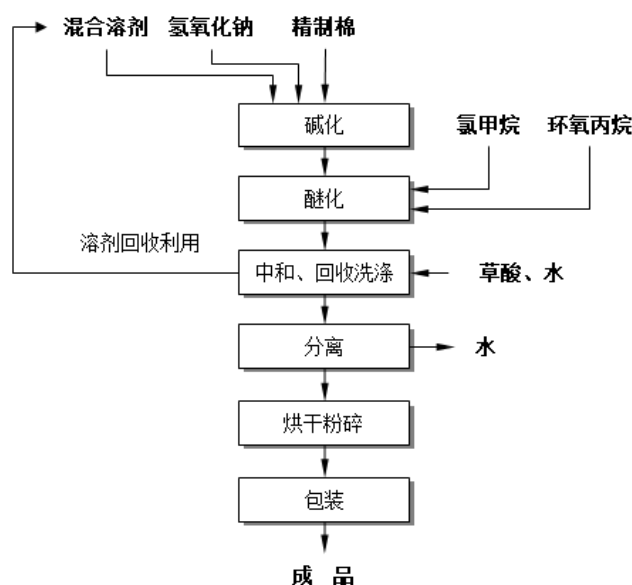 混合溶剂 氢氧化钠 精制棉
碱化
氯甲烷 环氧丙烷
醚化
溶剂回收利用
中和、回收洗涤
草酸、水
分离
水
烘干粉碎
包装
成 品